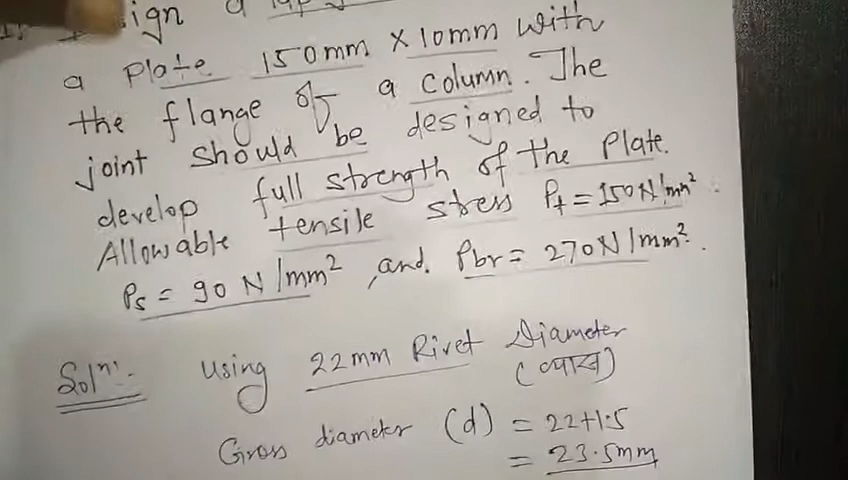 a lap
a Plate 150mm x 10mm with
the flange of a column. The
joint should be designed to
develop full strength of the Plate.
Allowable tensile stress Pt = 150 N/mm²
Ps = 90 N/mm², and Pbr = 270 N/mm².
Solⁿ:- Using 22mm Rivet Diameter
(व्यास)
Gross diameter (d) = 22+1.5
= 23.5mm